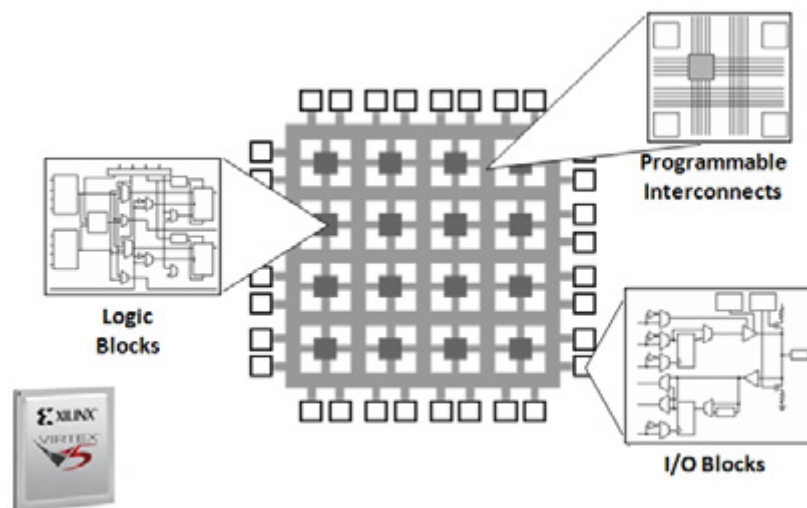 Programmable
Interconnects
Logic
Blocks
XILINX
VIRTEX
5
I/O Blocks